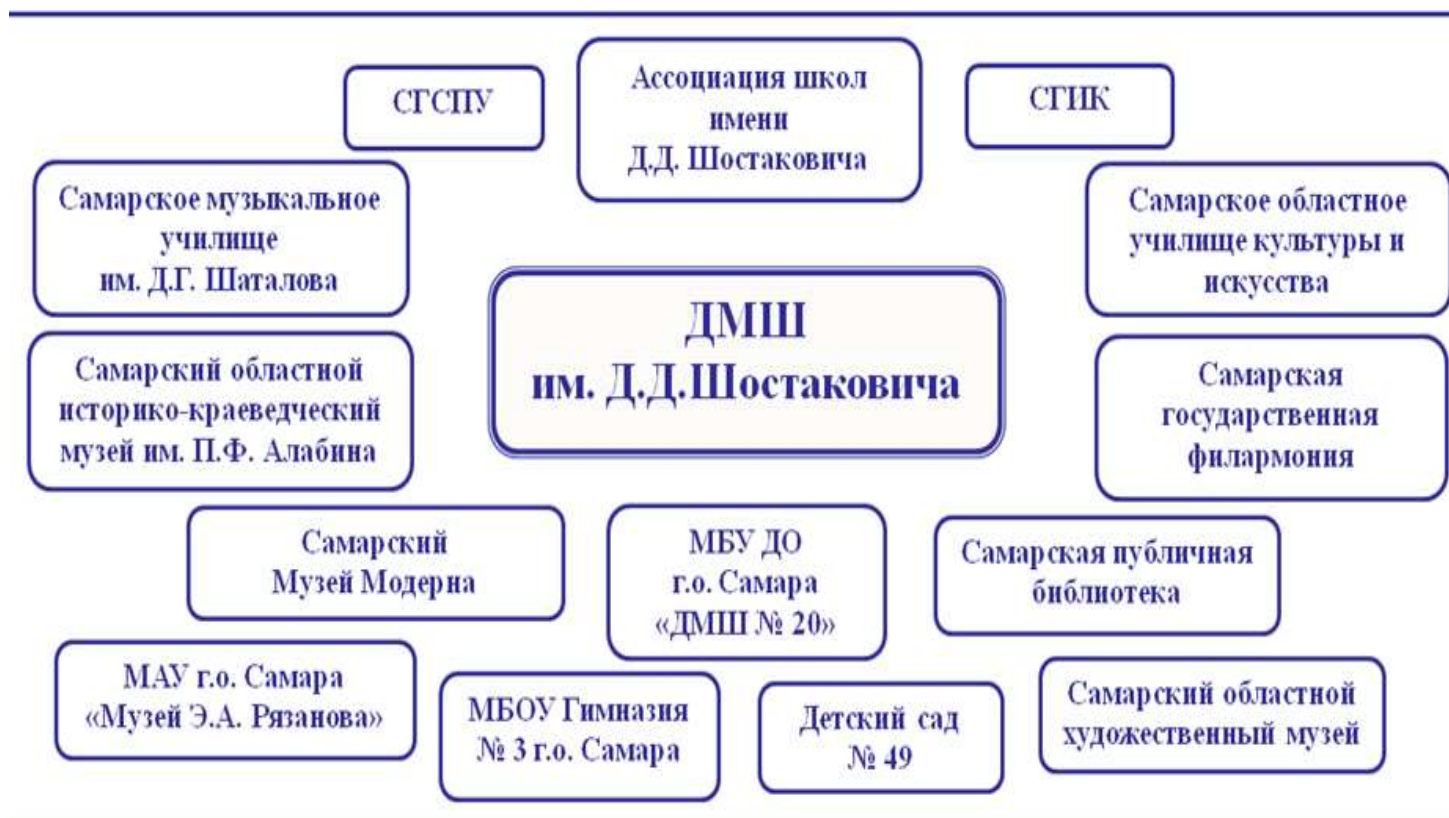 СГСПУ
Ассоциация школ
имени
Д.Д. Шостаковича
СГИК
Самарское музыкальное
училище
им. Д.Г. Шаталова
Самарское областное
училище культуры и
искусства
ДМШ
им. Д.Д.Шостаковича
Самарский областной
историко-краеведческий
музей им. П.Ф. Алабина
Самарская
государственная
филармония
Самарский
Музей Модерна
МБУ ДО
г.о. Самара
«ДМШ № 20»
Самарская публичная
библиотека
МАУ г.о. Самара
«Музей Э.А. Рязанова»
МБОУ Гимназия
№ 3 г.о. Самара
Детский сад
№ 49
Самарский областной
художественный музей